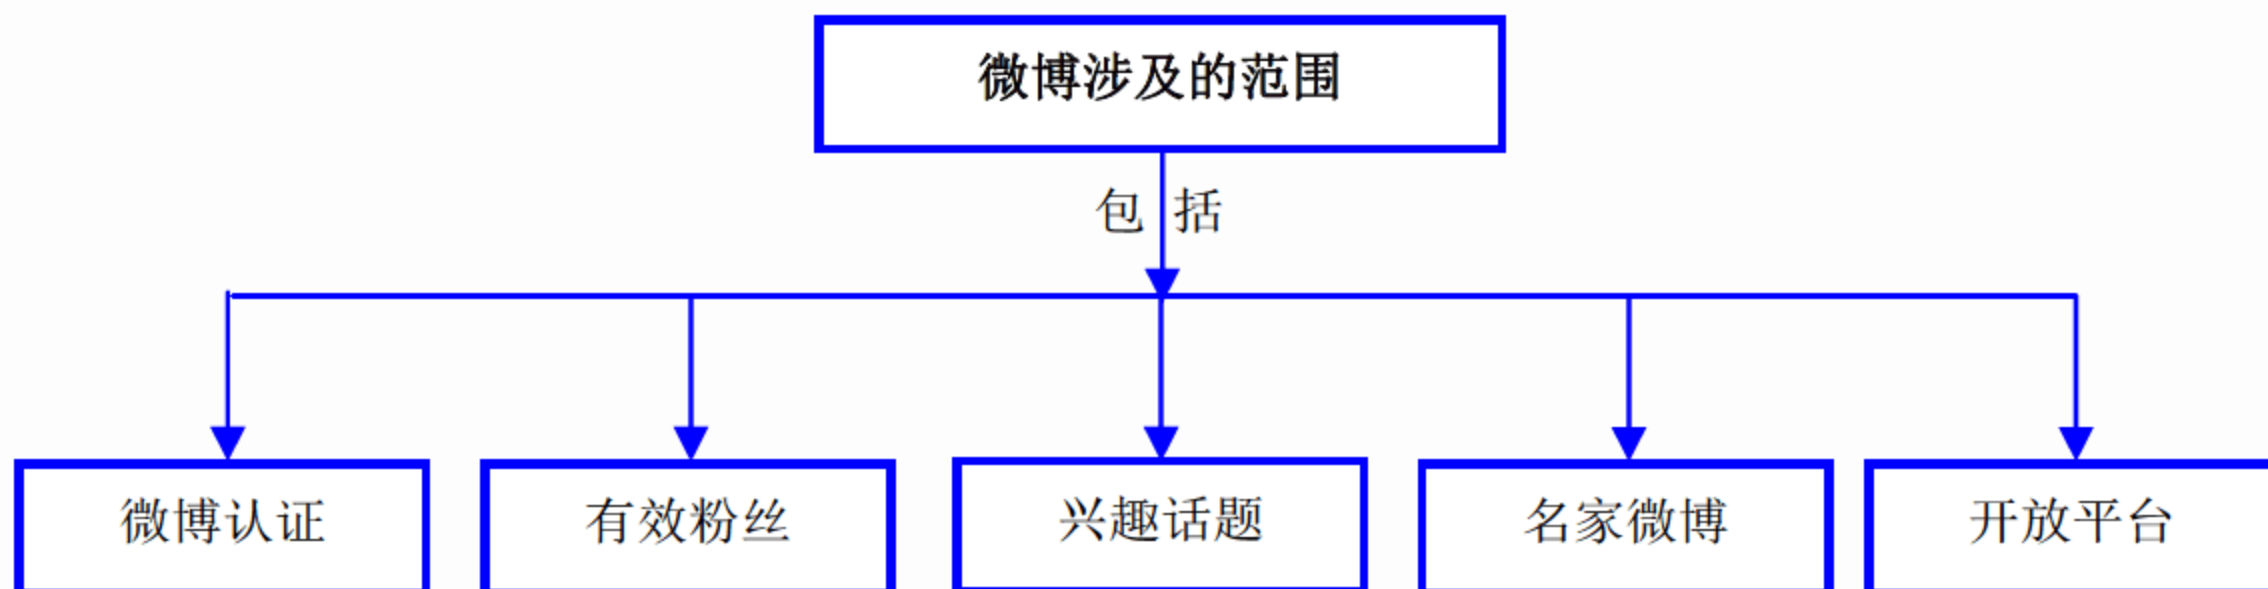 微博涉及的范围
包括
微博认证
有效粉丝
兴趣话题
名家微博
开放平台